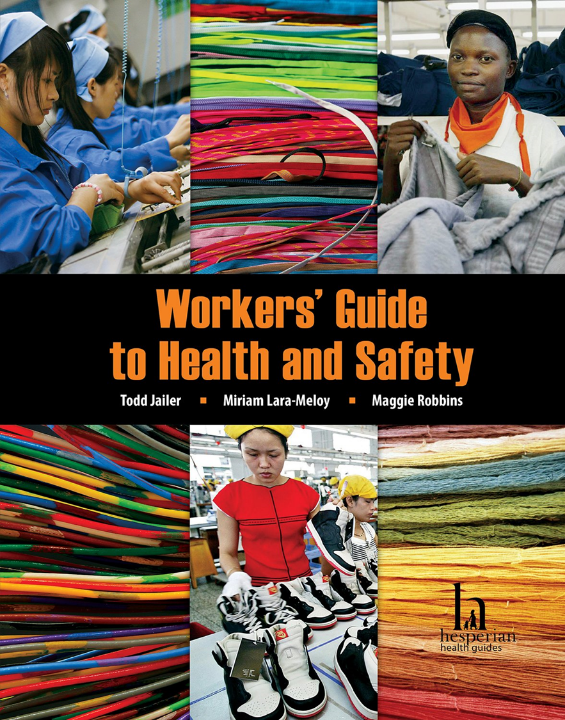 Workers’ Guide
to Health and Safety
Todd Jailer ■ Miriam Lara-Meloy ■ Maggie Robbins
h
hesperian
health guides